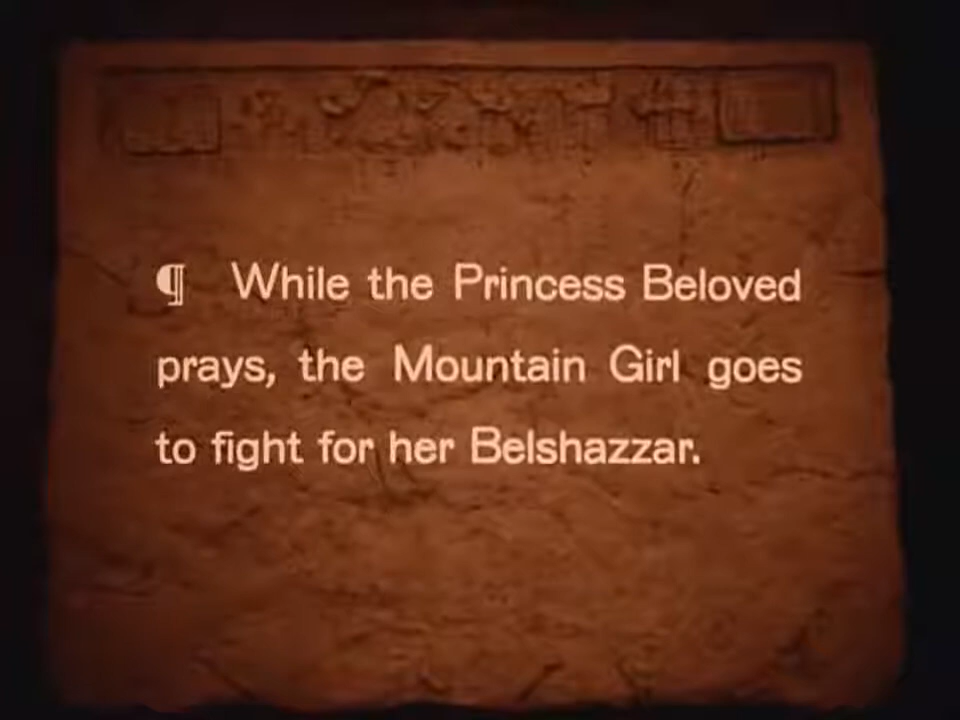 ¶ While the Princess Beloved
prays, the Mountain Girl goes
to fight for her Belshazzar.